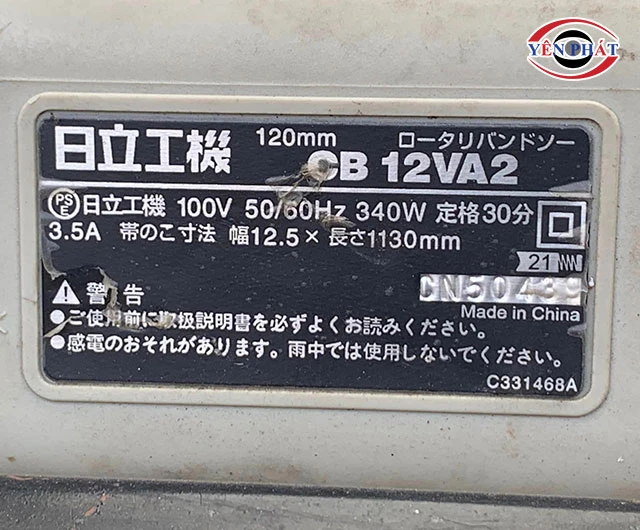 YÊN PHÁT
日立工機 120mm ロータリバンドソー
CB 12VA2
PSE 日立工機 100V 50/60Hz 340W 定格30分
3.5A 帯のこ寸法 幅12.5×長さ1130mm
21
CN50439
Made in China
警告
●ご使用前に取扱説明書を必ずよくお読みください。
●感電のおそれがあります。雨中では使用しないでください。
C331468A